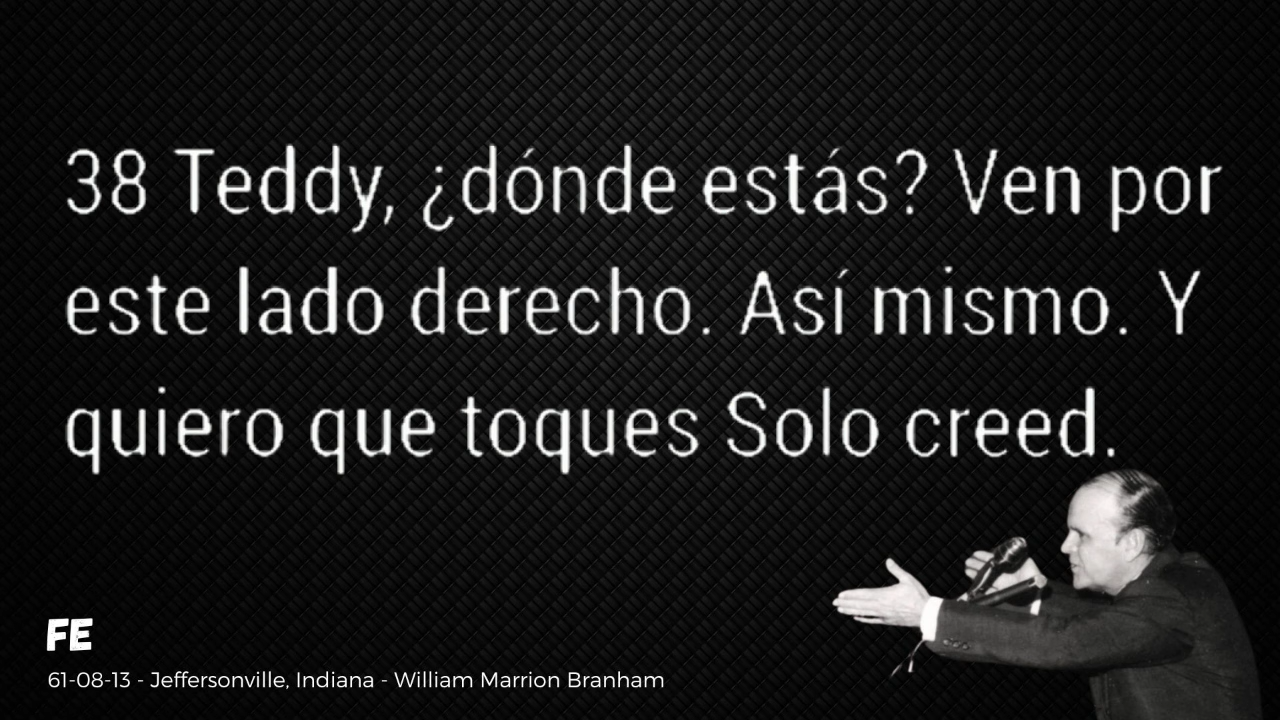 38 Teddy, ¿dónde estás? Ven por
este lado derecho. Así mismo. Y
quiero que toques Solo creed.
FE
61-08-13 - Jeffersonville, Indiana - William Marrion Branham